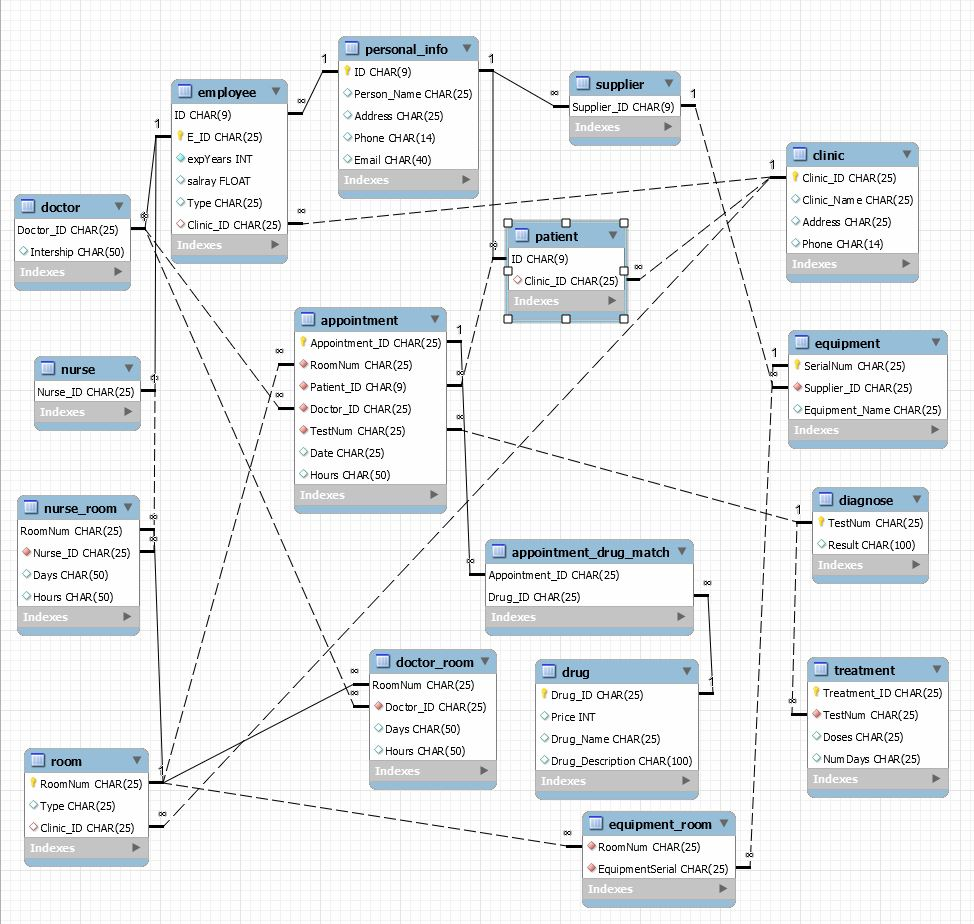 personal_info
ID CHAR(9)
Person_Name CHAR(25)
Address CHAR(25)
Phone CHAR(14)
Email CHAR(40)
Indexes
employee
ID CHAR(9)
E_ID CHAR(25)
expYears INT
salray FLOAT
Type CHAR(25)
Clinic_ID CHAR(25)
Indexes
supplier
Supplier_ID CHAR(9)
Indexes
clinic
Clinic_ID CHAR(25)
Clinic_Name CHAR(25)
Address CHAR(25)
Phone CHAR(14)
Indexes
doctor
Doctor_ID CHAR(25)
Intership CHAR(50)
Indexes
patient
ID CHAR(9)
Clinic_ID CHAR(25)
Indexes
appointment
Appointment_ID CHAR(25)
RoomNum CHAR(25)
Patient_ID CHAR(9)
Doctor_ID CHAR(25)
TestNum CHAR(25)
Date CHAR(25)
Hours CHAR(50)
Indexes
equipment
SerialNum CHAR(25)
Supplier_ID CHAR(25)
Equipment_Name CHAR(25)
Indexes
nurse
Nurse_ID CHAR(25)
Indexes
nurse_room
RoomNum CHAR(25)
Nurse_ID CHAR(25)
Days CHAR(50)
Hours CHAR(50)
Indexes
diagnose
TestNum CHAR(25)
Result CHAR(100)
Indexes
appointment_drug_match
Appointment_ID CHAR(25)
Drug_ID CHAR(25)
Indexes
doctor_room
RoomNum CHAR(25)
Doctor_ID CHAR(25)
Days CHAR(50)
Hours CHAR(50)
Indexes
drug
Drug_ID CHAR(25)
Price INT
Drug_Name CHAR(25)
Drug_Description CHAR(100)
Indexes
treatment
Treatment_ID CHAR(25)
TestNum CHAR(25)
Doses CHAR(25)
NumDays CHAR(25)
Indexes
room
RoomNum CHAR(25)
Type CHAR(25)
Clinic_ID CHAR(25)
Indexes
equipment_room
RoomNum CHAR(25)
EquipmentSerial CHAR(25)
Indexes